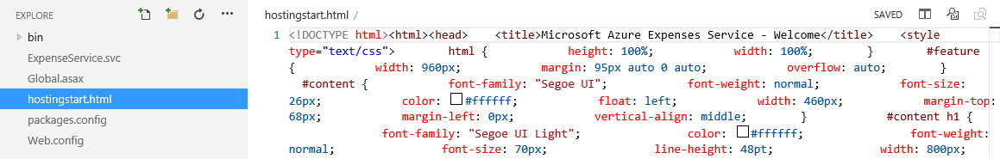 EXPLORE
bin
ExpenseService.svc
Global.asax
hostingstart.html
packages.config
Web.config
hostingstart.html /
SAVED
1 <!DOCTYPE html><html><head> <title>Microsoft Azure Expenses Service - Welcome</title> <style
type="text/css"> html { height: 100%; width: 100%; } #feature
{ width: 960px; margin: 95px auto 0 auto; overflow: auto; }
#content { font-family: "Segoe UI"; font-weight: normal; font-size:
26px; color: #ffffff; float: left; width: 460px; margin-top:
68px; margin-left: 0px; vertical-align: middle; } #content h1 {
font-family: "Segoe UI Light"; color: #ffffff; font-weight:
normal; font-size: 70px; line-height: 48pt; width: 800px;